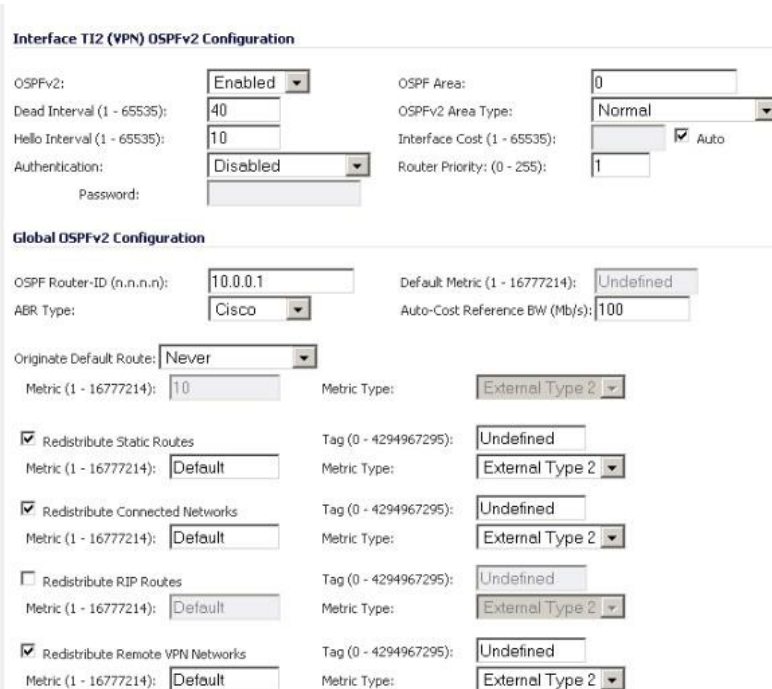 Interface TI2 (VPN) OSPFv2 Configuration
OSPFv2: Enabled OSPF Area: 0
Dead Interval (1 - 65535): 40 OSPFv2 Area Type: Normal
Hello Interval (1 - 65535): 10 Interface Cost (1 - 65535): Auto
Authentication: Disabled Router Priority: (0 - 255): 1
Password:
Global OSPFv2 Configuration
OSPF Router-ID (n.n.n.n): 10.0.0.1 Default Metric (1 - 16777214): Undefined
ABR Type: Cisco Auto-Cost Reference BW (Mb/s): 100
Originate Default Route: Never
Metric (1 - 16777214): 10 Metric Type: External Type 2
Redistribute Static Routes Tag (0 - 4294967295): Undefined
Metric (1 - 16777214): Default Metric Type: External Type 2
Redistribute Connected Networks Tag (0 - 4294967295): Undefined
Metric (1 - 16777214): Default Metric Type: External Type 2
Redistribute RIP Routes Tag (0 - 4294967295): Undefined
Metric (1 - 16777214): Default Metric Type: External Type 2
Redistribute Remote VPN Networks Tag (0 - 4294967295): Undefined
Metric (1 - 16777214): Default Metric Type: External Type 2